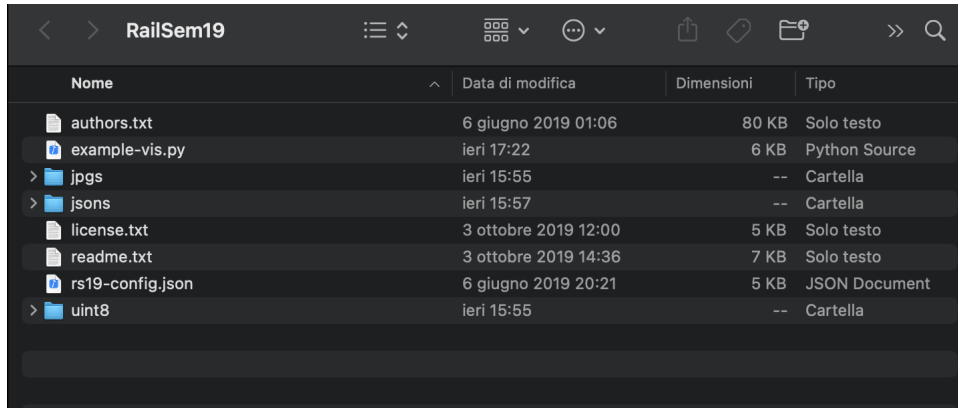 RailSem19
Nome Data di modifica Dimensioni Tipo
authors.txt 6 giugno 2019 01:06 80 KB Solo testo
example-vis.py ieri 17:22 6 KB Python Source
jpgs ieri 15:55 -- Cartella
jsons ieri 15:57 -- Cartella
license.txt 3 ottobre 2019 12:00 5 KB Solo testo
readme.txt 3 ottobre 2019 14:36 7 KB Solo testo
rs19-config.json 6 giugno 2019 20:21 5 KB JSON Document
uint8 ieri 15:55 -- Cartella